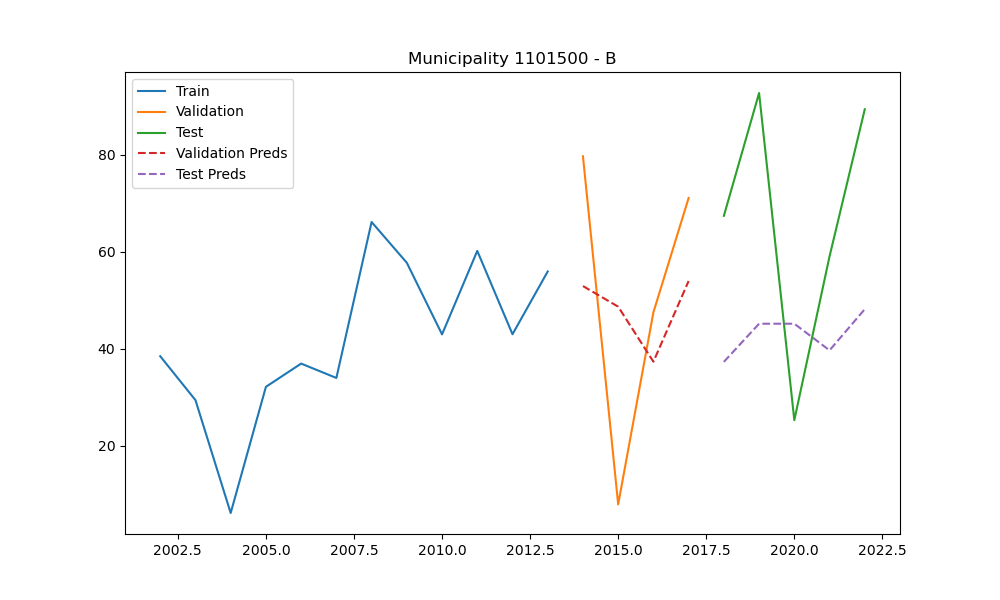 Municipality 1101500 - B
Train
Validation
Test
Validation Preds
Test Preds
80
60
40
20
2002.5 2005.0 2007.5 2010.0 2012.5 2015.0 2017.5 2020.0 2022.5